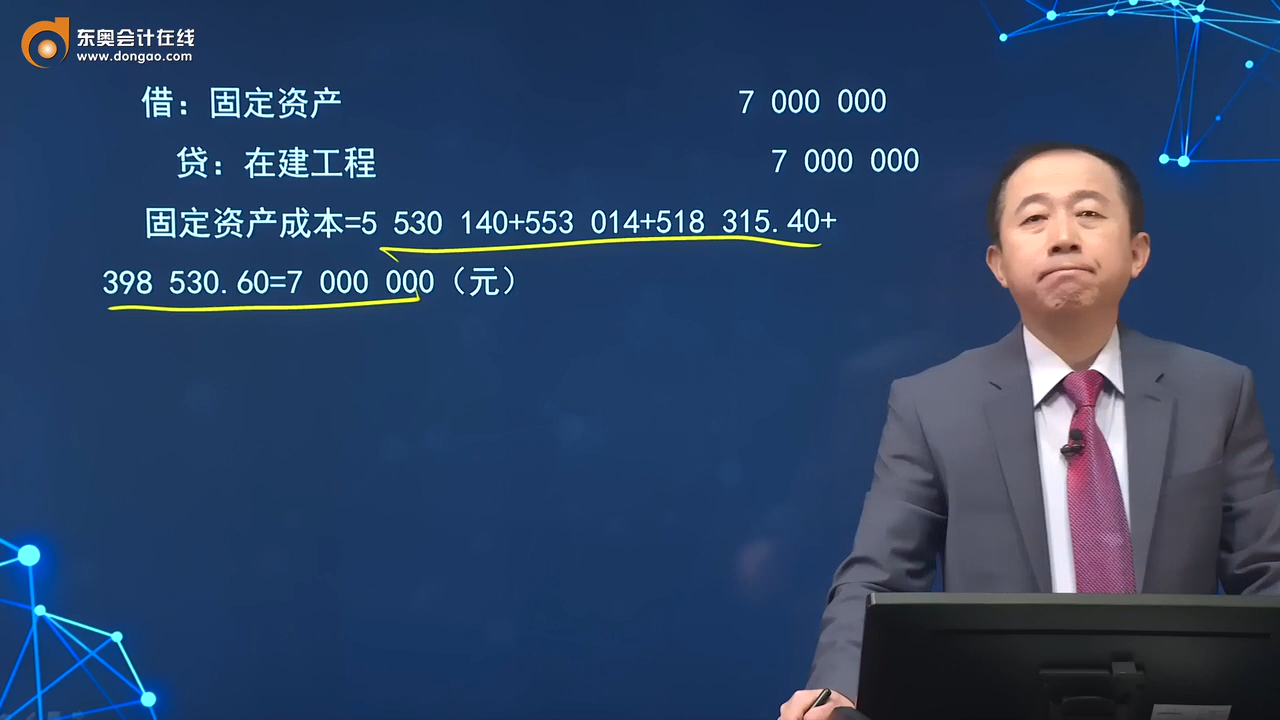 东奥会计在线
www.dongao.com
借：固定资产 7 000 000
贷：在建工程 7 000 000
固定资产成本=5 530 140+553 014+518 315.40+
398 530.60=7 000 000（元）